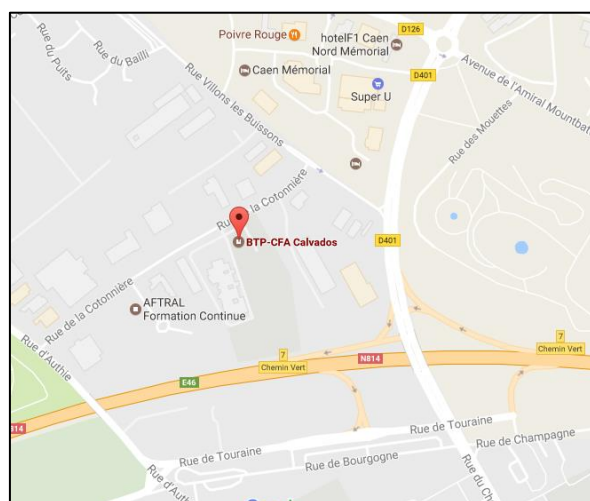 D126
Poivre Rouge
hotelF1 Caen
Nord Mémorial
Rue du Puits
Rue du Bailli
Caen Mémorial
D401
Super U
Avenue de l'Amiral Mountbat
Rue Villons les Buissons
Rue des Mouettes
Rue de la Cotonnière
BTP-CFA Calvados
D401
AFTRAL
Formation Continue
Rue de la Cotonnière
Rue d'Authie
7
Chemin Vert
7
Chemin Vert
N814
E46
814
Rue de Touraine
Rue de Touraine
Rue de Champagne
Rue de Bourgogne
Rue d'Authie
Rue du Ch